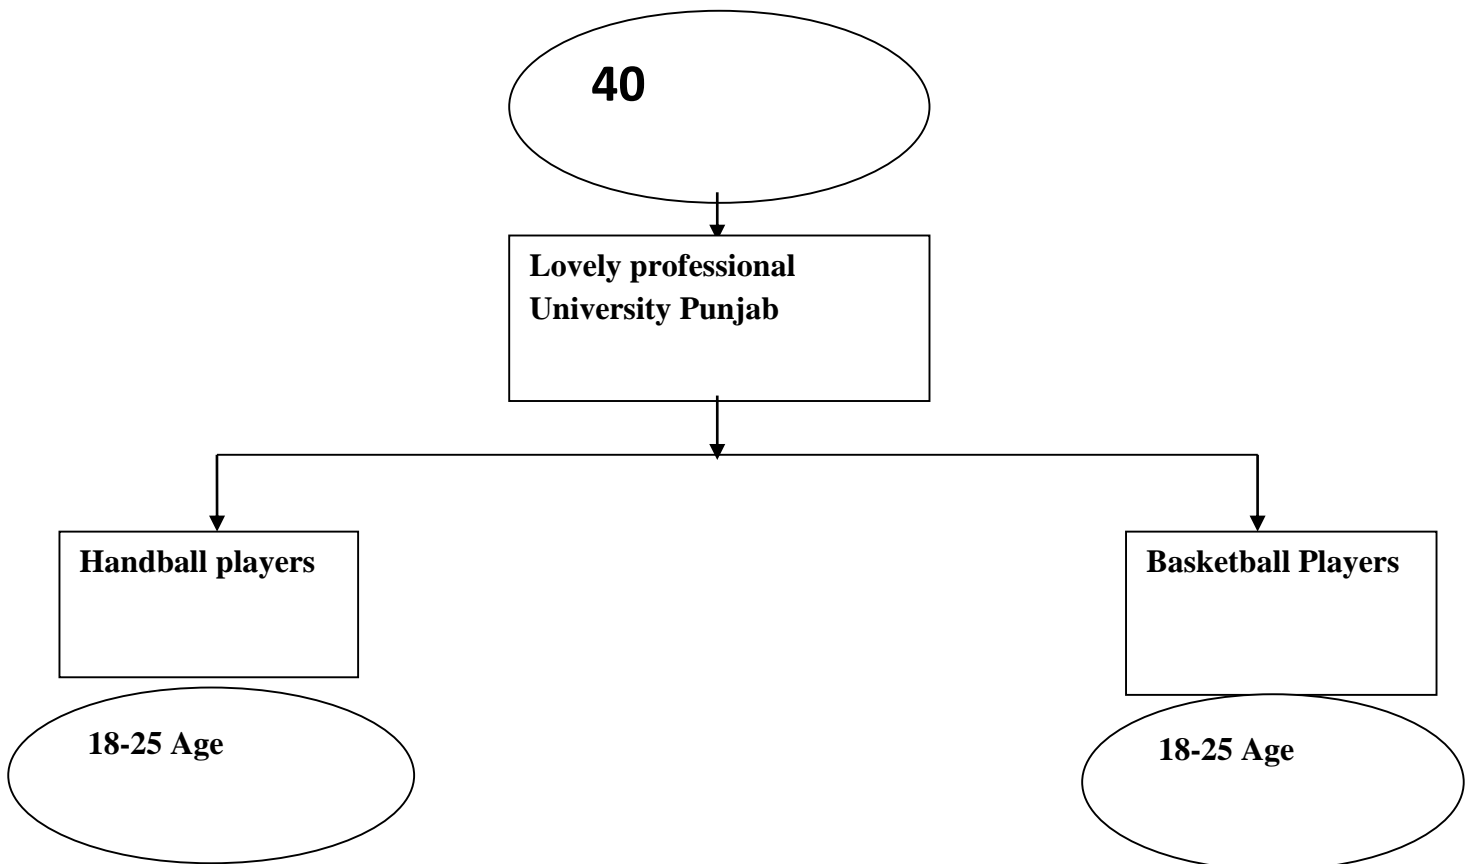 40
Lovely professional
University Punjab
Handball players
Basketball Players
18-25 Age
18-25 Age